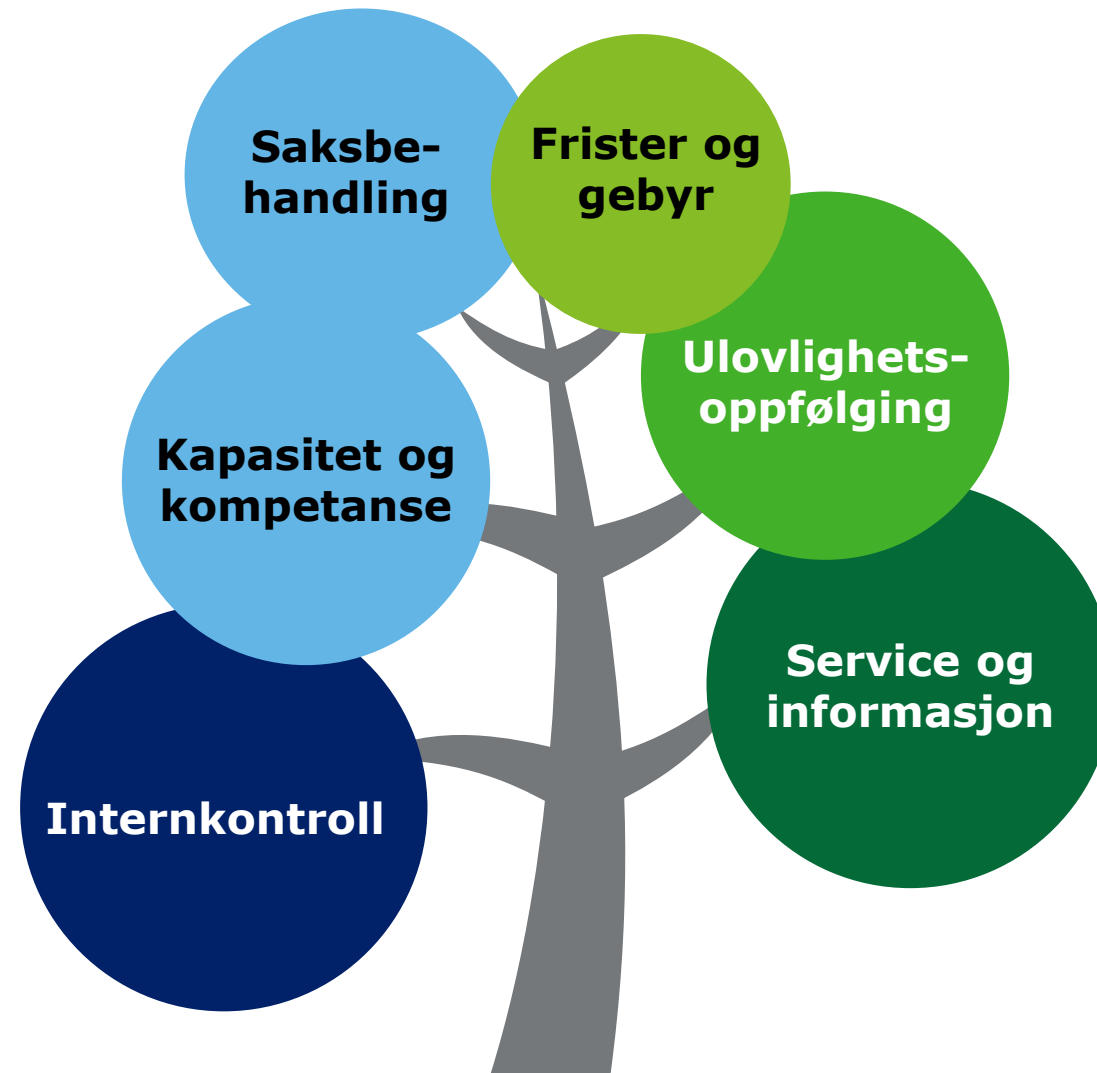 Saksbe-
handling
Frister og
gebyr
Ulovlighets-
oppfølging
Kapasitet og
kompetanse
Service og
informasjon
Internkontroll